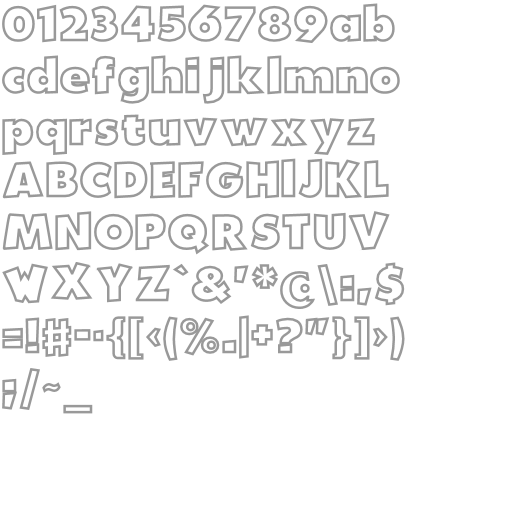 0123456789ab
cdefghijklmno
pqrstuvwxyz
ABCDEFGHIJKL
MNOPQRSTUV
WXYZ`&'*@\:,$
=!#-·{[‹(%.|+?"}]›)
;/~_